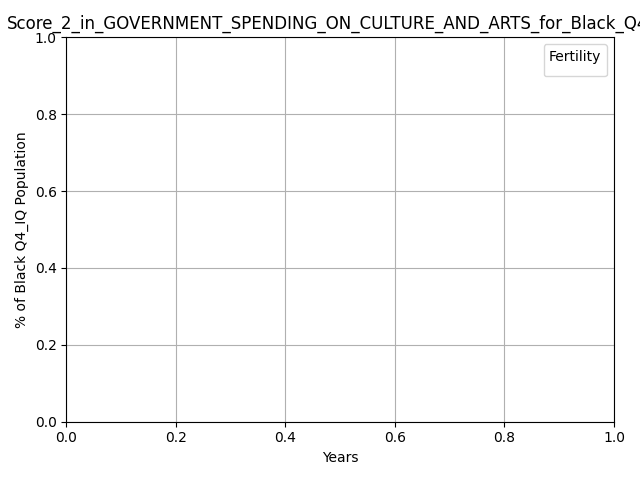 Score_2_in_GOVERNMENT_SPENDING_ON_CULTURE_AND_ARTS_for_Black_Q4
Fertility
% of Black Q4_IQ Population
1.0
0.8
0.6
0.4
0.2
0.0
0.0 0.2 0.4 0.6 0.8 1.0
Years